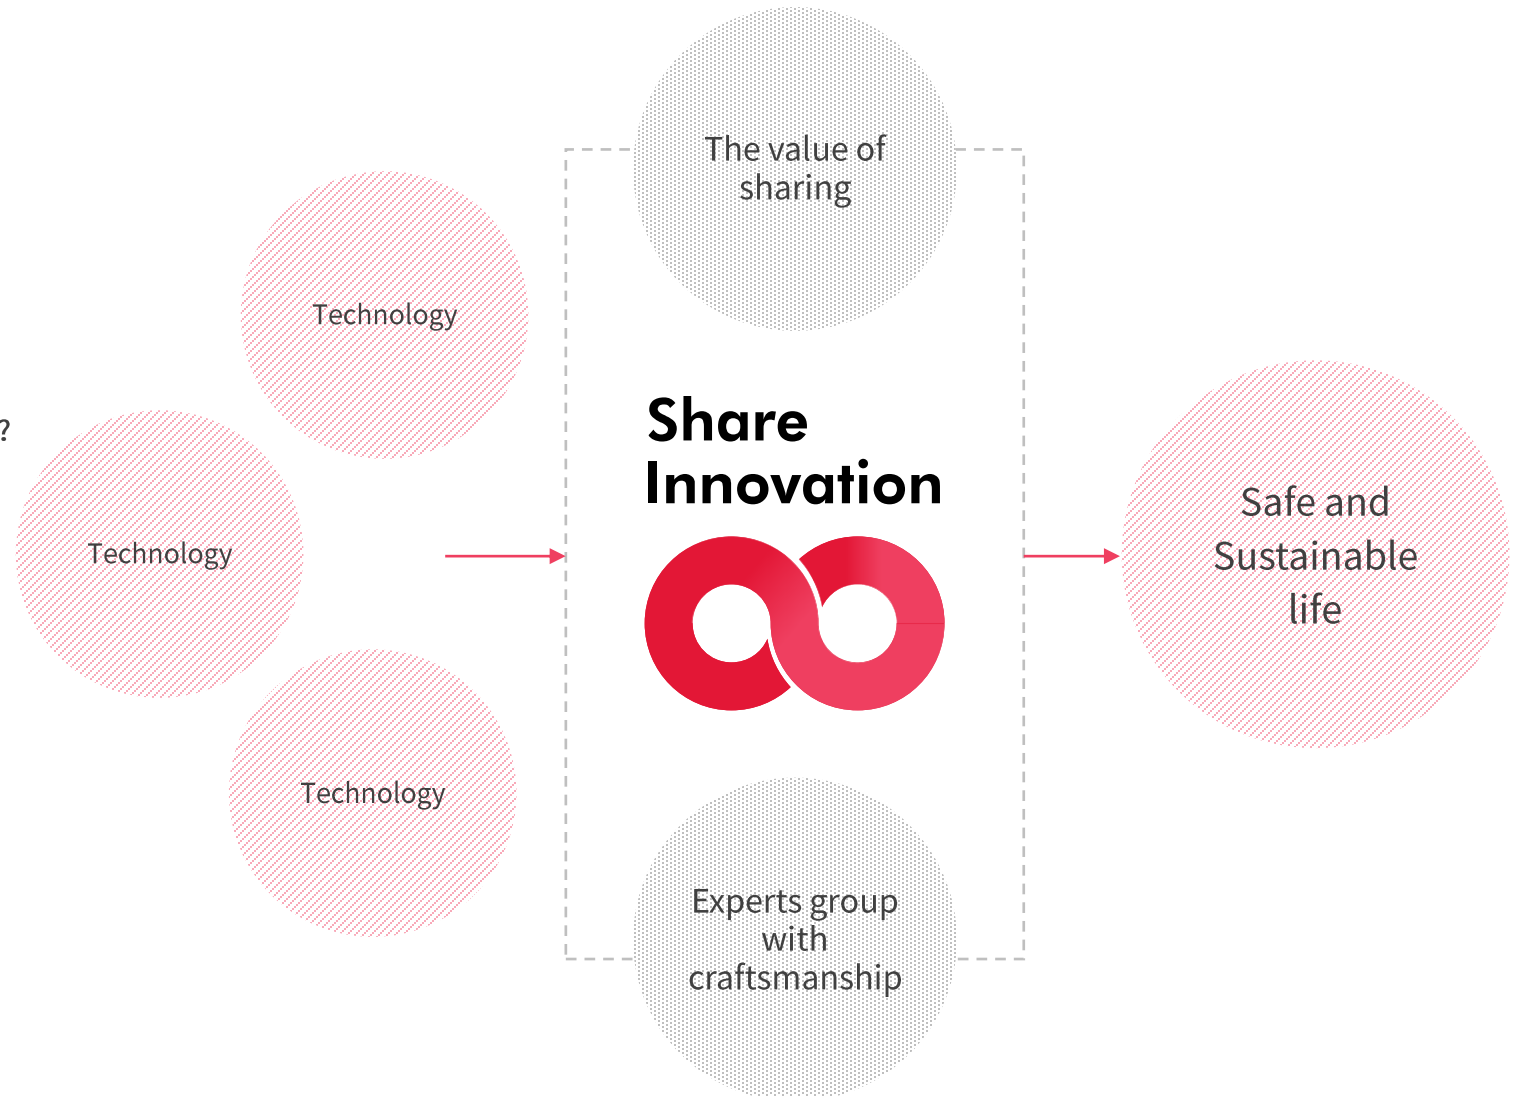 ?
Technology
Technology
Technology
The value of
sharing
Share
Innovation
Experts group
with
craftsmanship
Safe and
Sustainable
life